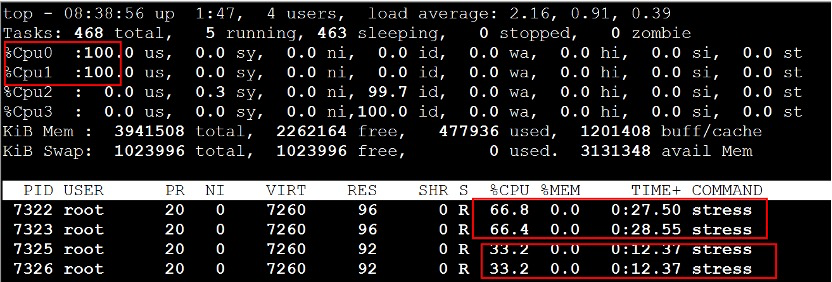 top - 08:38:56 up  1:47,  4 users,  load average: 2.16, 0.91, 0.39
Tasks: 468 total,   5 running, 463 sleeping,   0 stopped,   0 zombie
%Cpu0  :100.0 us,  0.0 sy,  0.0 ni,  0.0 id,  0.0 wa,  0.0 hi,  0.0 si,  0.0 st
%Cpu1  :100.0 us,  0.0 sy,  0.0 ni,  0.0 id,  0.0 wa,  0.0 hi,  0.0 si,  0.0 st
%Cpu2  :  0.0 us,  0.3 sy,  0.0 ni, 99.7 id,  0.0 wa,  0.0 hi,  0.0 si,  0.0 st
%Cpu3  :  0.0 us,  0.0 sy,  0.0 ni,100.0 id,  0.0 wa,  0.0 hi,  0.0 si,  0.0 st
KiB Mem :  3941508 total,  2262164 free,   477936 used,  1201408 buff/cache
KiB Swap:  1023996 total,  1023996 free,        0 used.  3131348 avail Mem
PID USER      PR  NI    VIRT    RES    SHR S  %CPU %MEM     TIME+ COMMAND
7322 root      20   0    7260     96      0 R  66.8  0.0   0:27.50 stress
7323 root      20   0    7260     96      0 R  66.4  0.0   0:28.55 stress
7325 root      20   0    7260     92      0 R  33.2  0.0   0:12.37 stress
7326 root      20   0    7260     92      0 R  33.2  0.0   0:12.37 stress